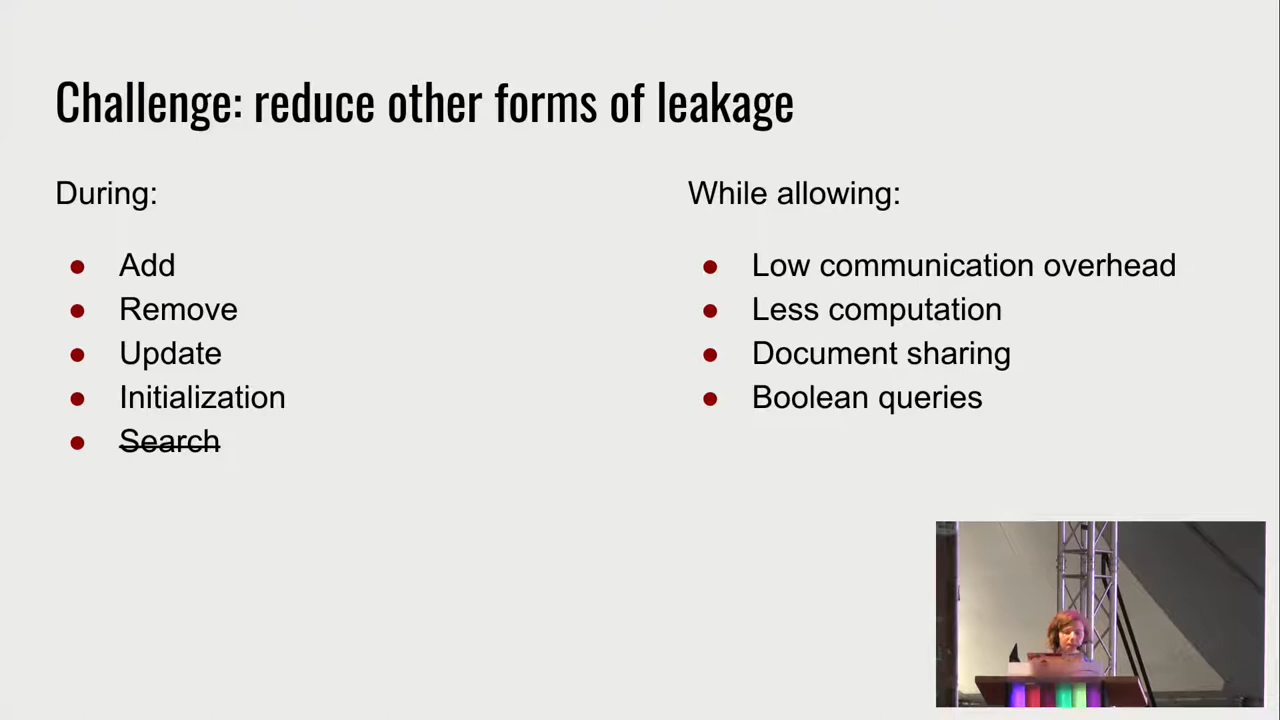 Challenge: reduce other forms of leakage
During:
Add
Remove
Update
Initialization
Search
While allowing:
Low communication overhead
Less computation
Document sharing
Boolean queries